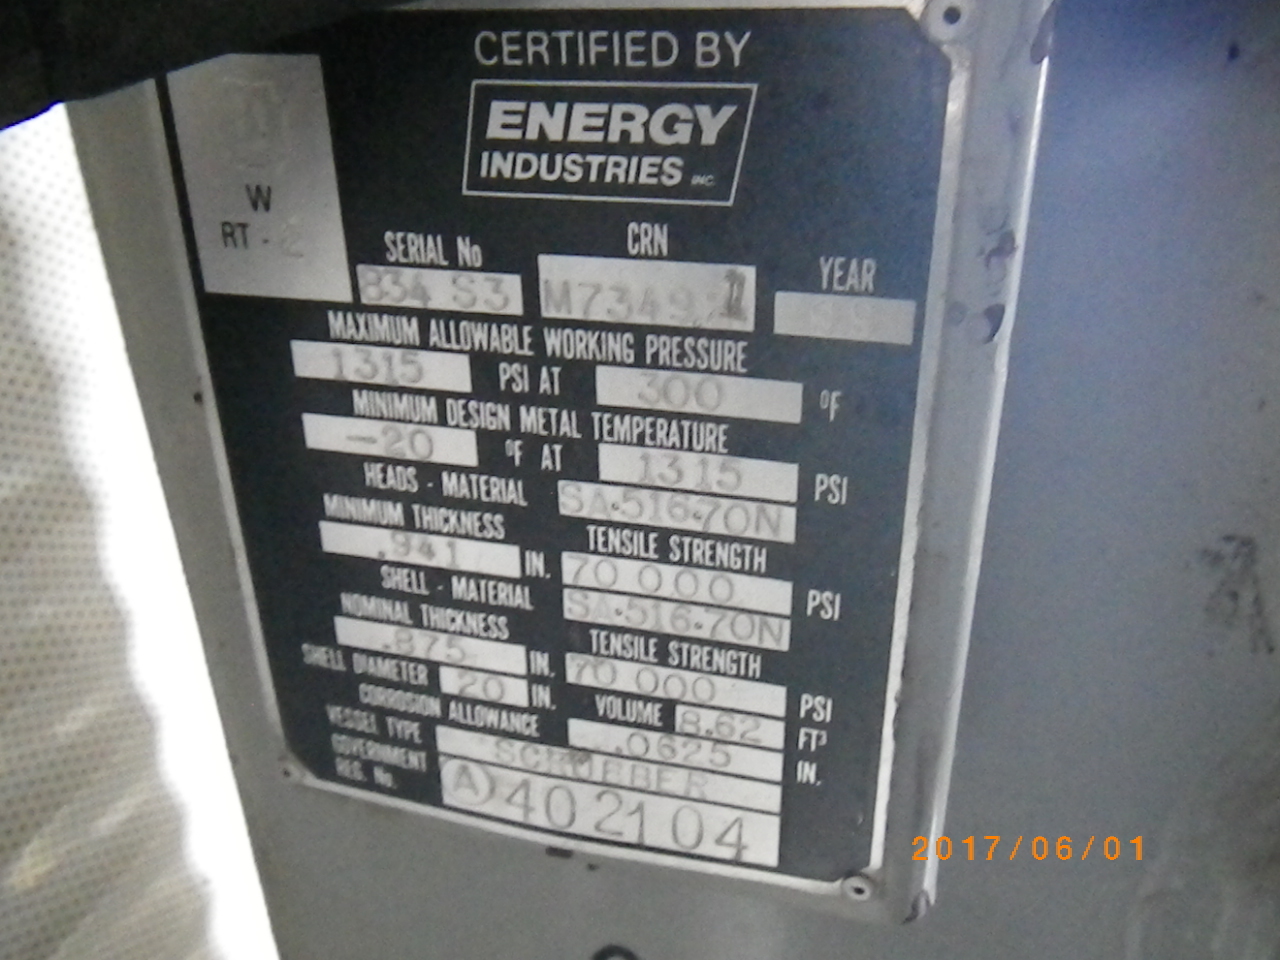 CERTIFIED BY
ENERGY
INDUSTRIES INC.
W
RT - 2
SERIAL No CRN YEAR
834 S3 M7349.
MAXIMUM ALLOWABLE WORKING PRESSURE
1315 PSI AT 300 °F
MINIMUM DESIGN METAL TEMPERATURE
-20 °F AT 1315 PSI
HEADS - MATERIAL SA.516.70N
MINIMUM THICKNESS TENSILE STRENGTH
.941 IN. 70 000 PSI
SHELL - MATERIAL SA.516.70N
NOMINAL THICKNESS TENSILE STRENGTH
.875 IN. 70 000 PSI
SHELL DIAMETER 20 IN. VOLUME 8.62 FT³
CORROSION ALLOWANCE .0625 IN.
VESSEL TYPE SCRUBBER
GOVERNMENT
REG. No. (A) 402104
2017/06/01